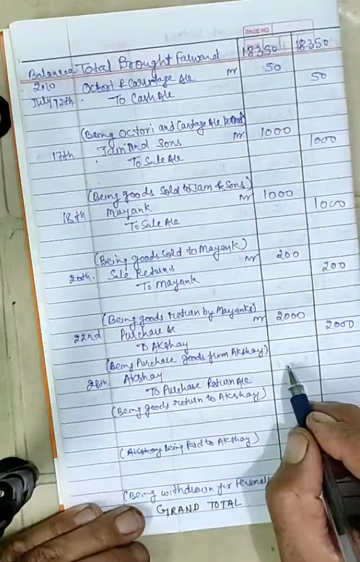 PAGE NO.
Balance Total Brought Forward 18350 18350
2010
July 12th Octroi & Cartage A/c Dr 50
To Cash A/c 50
(Being Octroi and Cartage A/c
17th Jain and Sons Dr 1000
To Sale A/c 1000
(Being goods Sold to Jain & Sons)
18th Mayank Dr 1000
To Sale A/c 1000
(Being goods sold to Mayank)
20th. Sale Returns Dr 200
To Mayank 200
(Being goods return by Mayank)
22nd Purchase A/c Dr 2000
To Akshay 2000
(Being Purchase goods from Akshay)
28th Akshay
To Purchase Return A/c
(Being goods return to Akshay)
(Akshay Being Paid to Akshay)
(Being withdrawn for Personal
GRAND TOTAL